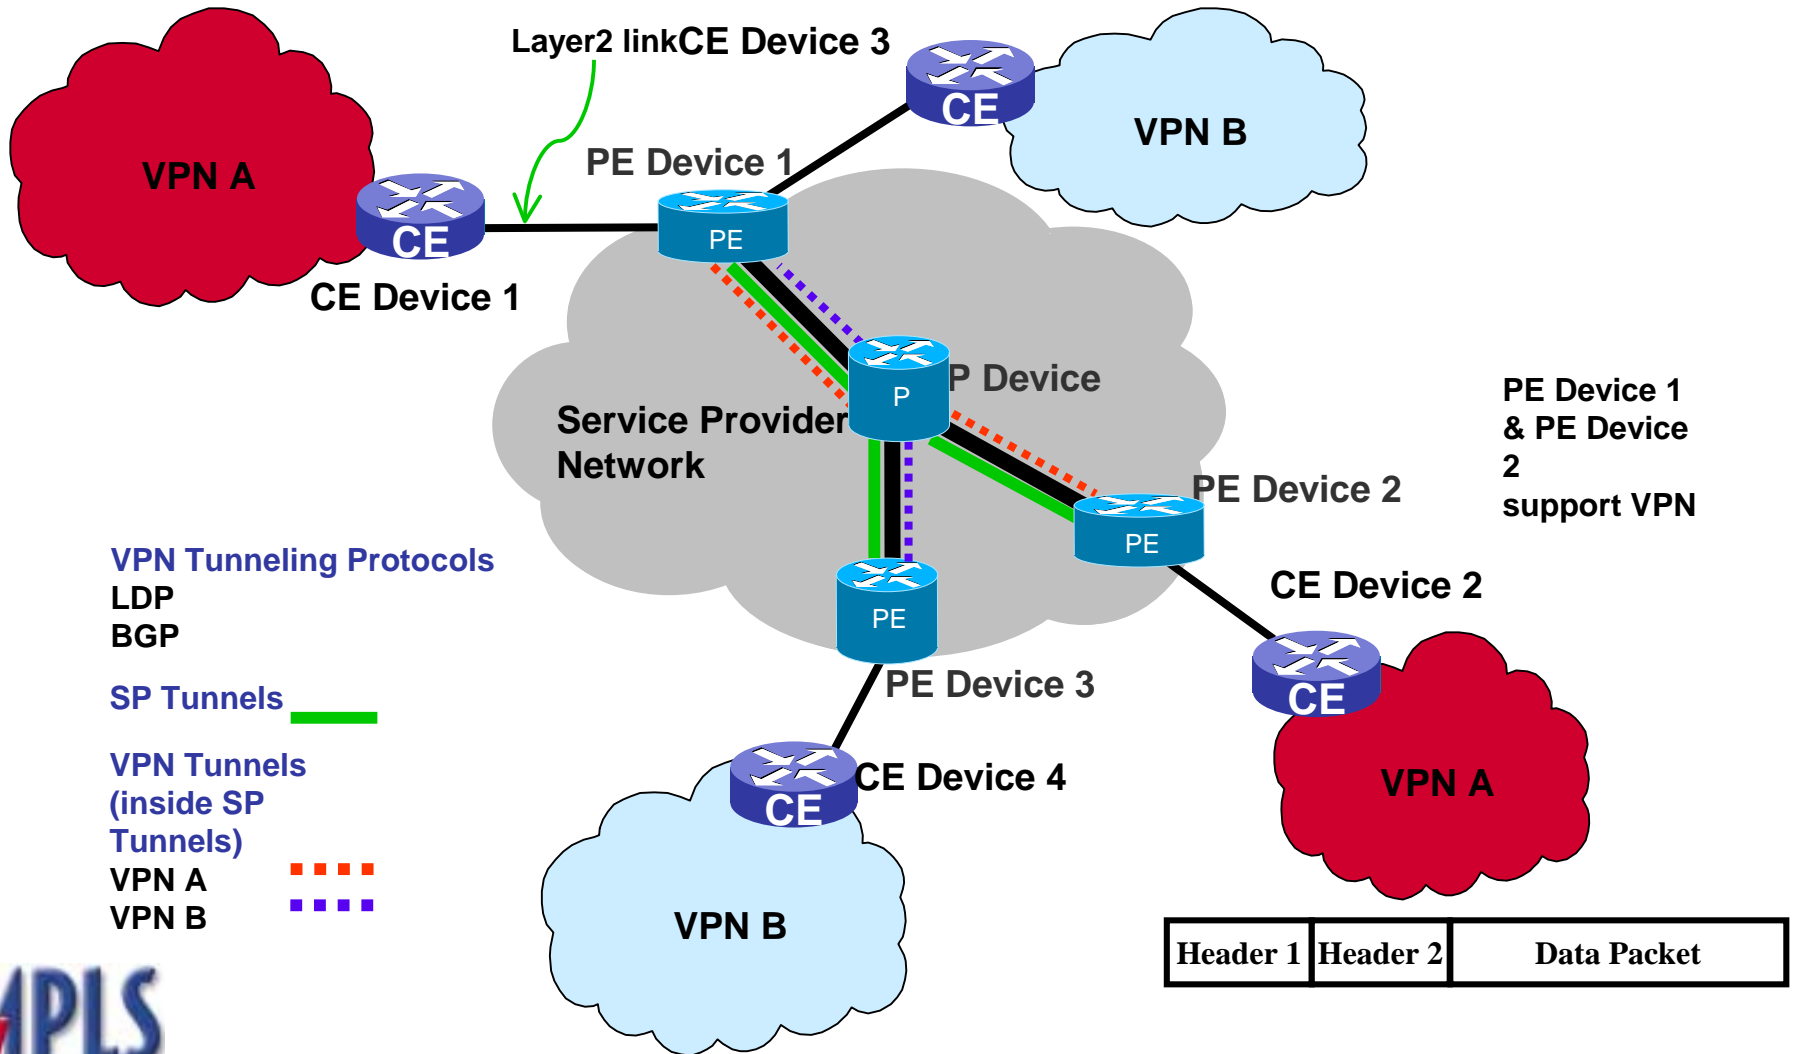 Layer2 link
CE Device 3
CE
VPN B
VPN A
PE Device 1
CE
PE
CE Device 1
P Device
P
Service Provider
Network
PE Device 1
& PE Device
2
support VPN
PE Device 2
PE
VPN Tunneling Protocols
LDP
BGP
CE Device 2
PE
PE Device 3
CE
SP Tunnels
VPN Tunnels
(inside SP
Tunnels)
VPN A
VPN B
CE Device 4
CE
VPN A
VPN B
Header 1
Header 2
Data Packet
MPLS